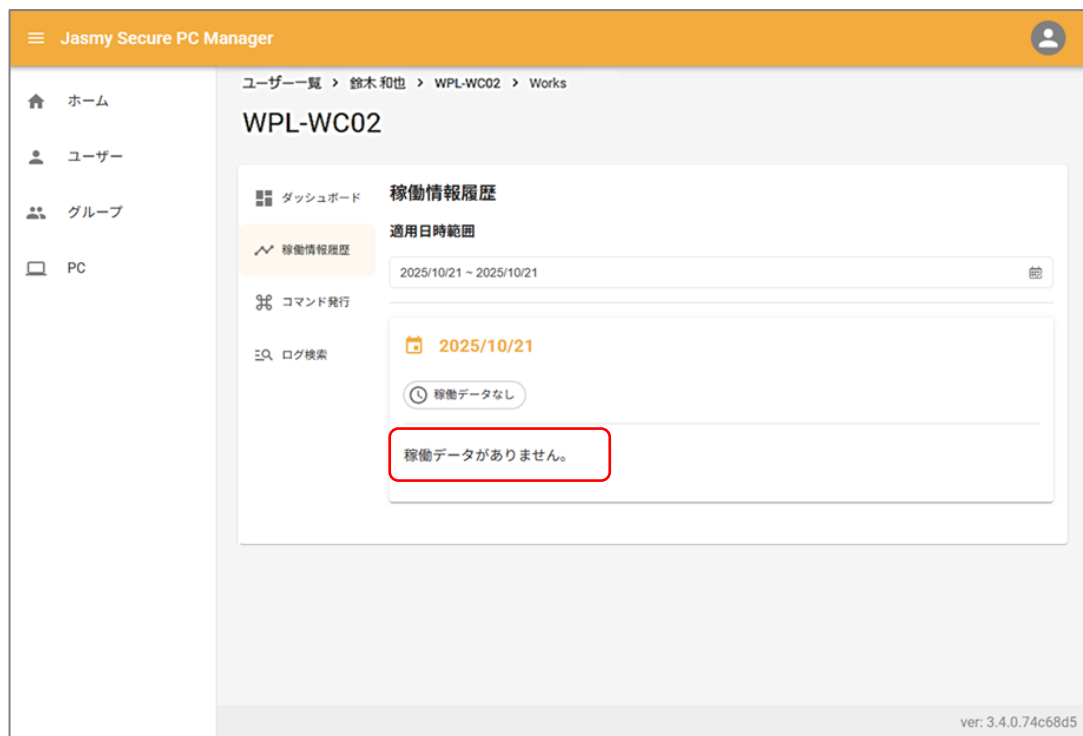 Jasmy Secure PC Manager
ホーム
ユーザー
グループ
PC
ユーザー一覧 > 鈴木 和也 > WPL-WC02 > Works
WPL-WC02
ダッシュボード
稼働情報履歴
コマンド発行
ログ検索
稼働情報履歴
適用日時範囲
2025/10/21 ~ 2025/10/21
2025/10/21
稼働データなし
稼働データがありません。
ver: 3.4.0.74c68d5